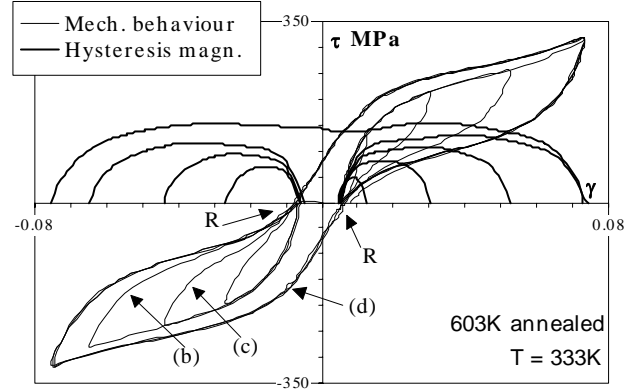 350
Mech. behaviour
Hysteresis magn.
τ MPa
R
γ
-0.08
0.08
R
(d)
(b)
(c)
603K annealed
T = 333K
-350